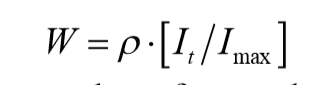 W = ρ·[I_t/I_max]